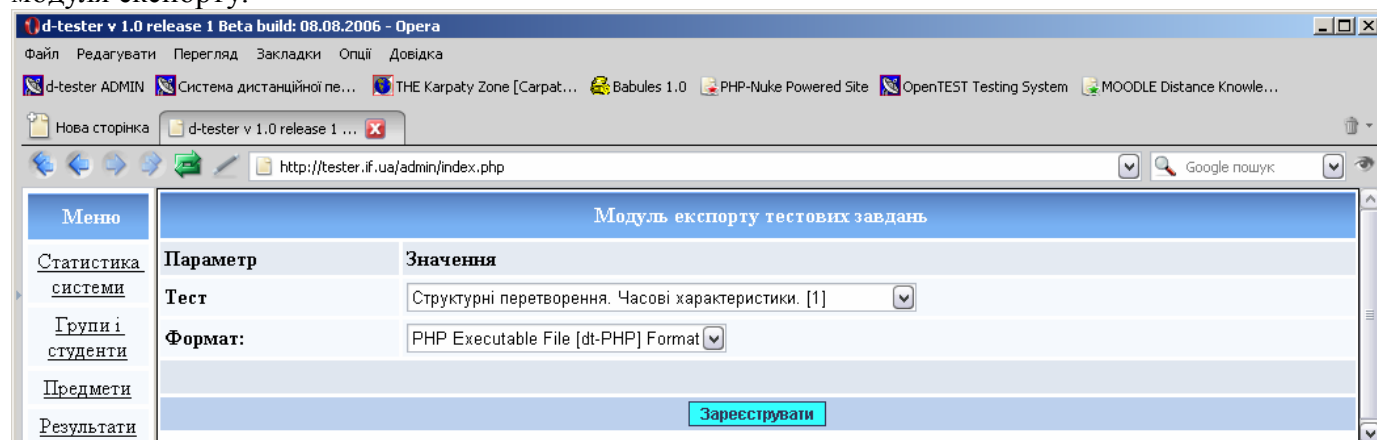 модуля експорту.
d-tester v 1.0 release 1 Beta build: 08.08.2006 - Opera
Файл Редагувати Перегляд Закладки Опції Довідка
d-tester ADMIN Система дистанційної пе... THE Karpaty Zone [Carpat... Babules 1.0 PHP-Nuke Powered Site OpenTEST Testing System MOODLE Distance Knowle...
Нова сторінка d-tester v 1.0 release 1 ...
http://tester.if.ua/admin/index.php Google пошук
Меню Модуль експорту тестових завдань
Статистика системи
Параметр Значення
Тест Структурні перетворення. Часові характеристики. [1]
Групи і студенти
Формат: PHP Executable File [dt-PHP] Format
Предмети
Зареєструвати
Результати